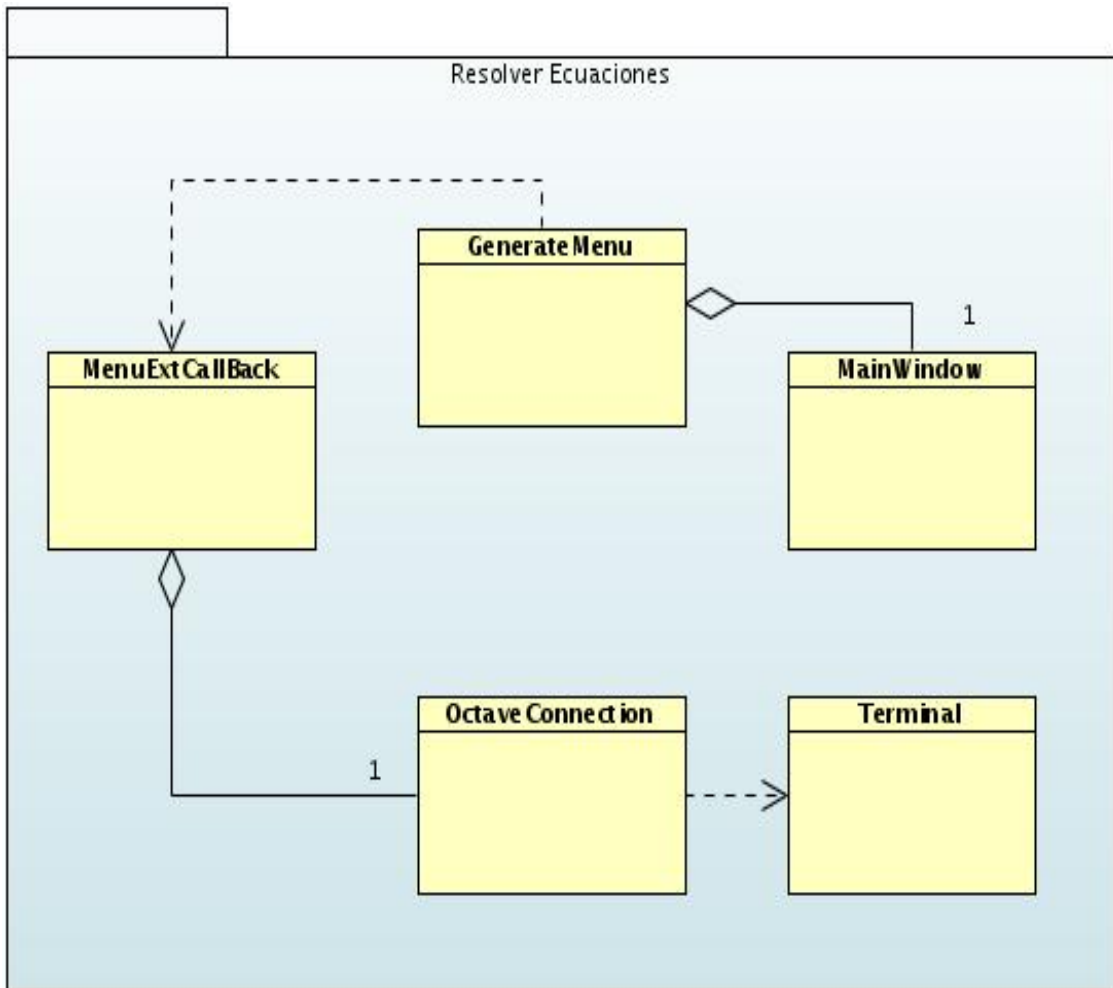 Resolver Ecuaciones
GenerateMenu
1
MenuExtCallBack
MainWindow
1
OctaveConnection
Terminal